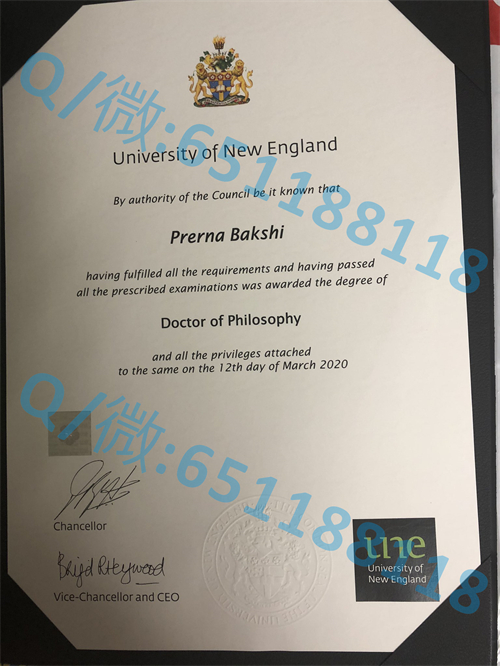 University of New England
By authority of the Council be it known that
Prerna Bakshi
having fulfilled all the requirements and having passed
all the prescribed examinations was awarded the degree of
Doctor of Philosophy
and all the privileges attached
to the same on the 12th day of March 2020
Chancellor
Vice-Chancellor and CEO
une
University of
New England
Q/微:651188118
Q/微:651188118